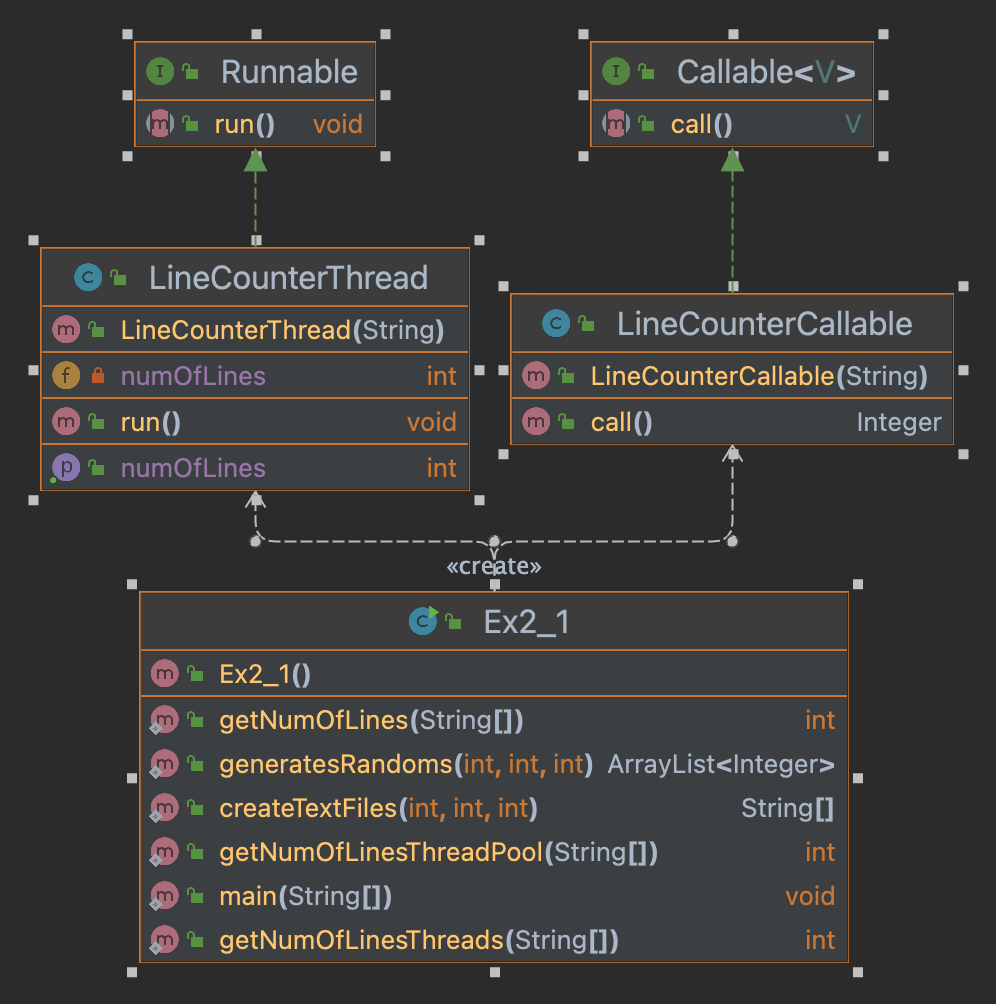 Runnable
run() void
Callable<V>
call() V
LineCounterThread
LineCounterThread(String)
numOfLines int
run() void
numOfLines int
LineCounterCallable
LineCounterCallable(String)
call() Integer
«create»
Ex2_1
Ex2_1()
getNumOfLines(String[]) int
generatesRandoms(int, int, int) ArrayList<Integer>
createTextFiles(int, int, int) String[]
getNumOfLinesThreadPool(String[]) int
main(String[]) void
getNumOfLinesThreads(String[]) int